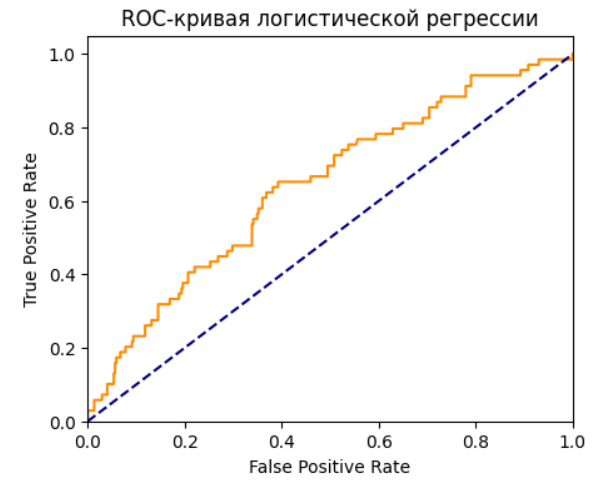 ROC-кривая логистической регрессии
True Positive Rate
1.0
0.8
0.6
0.4
0.2
0.0
0.0 0.2 0.4 0.6 0.8 1.0
False Positive Rate